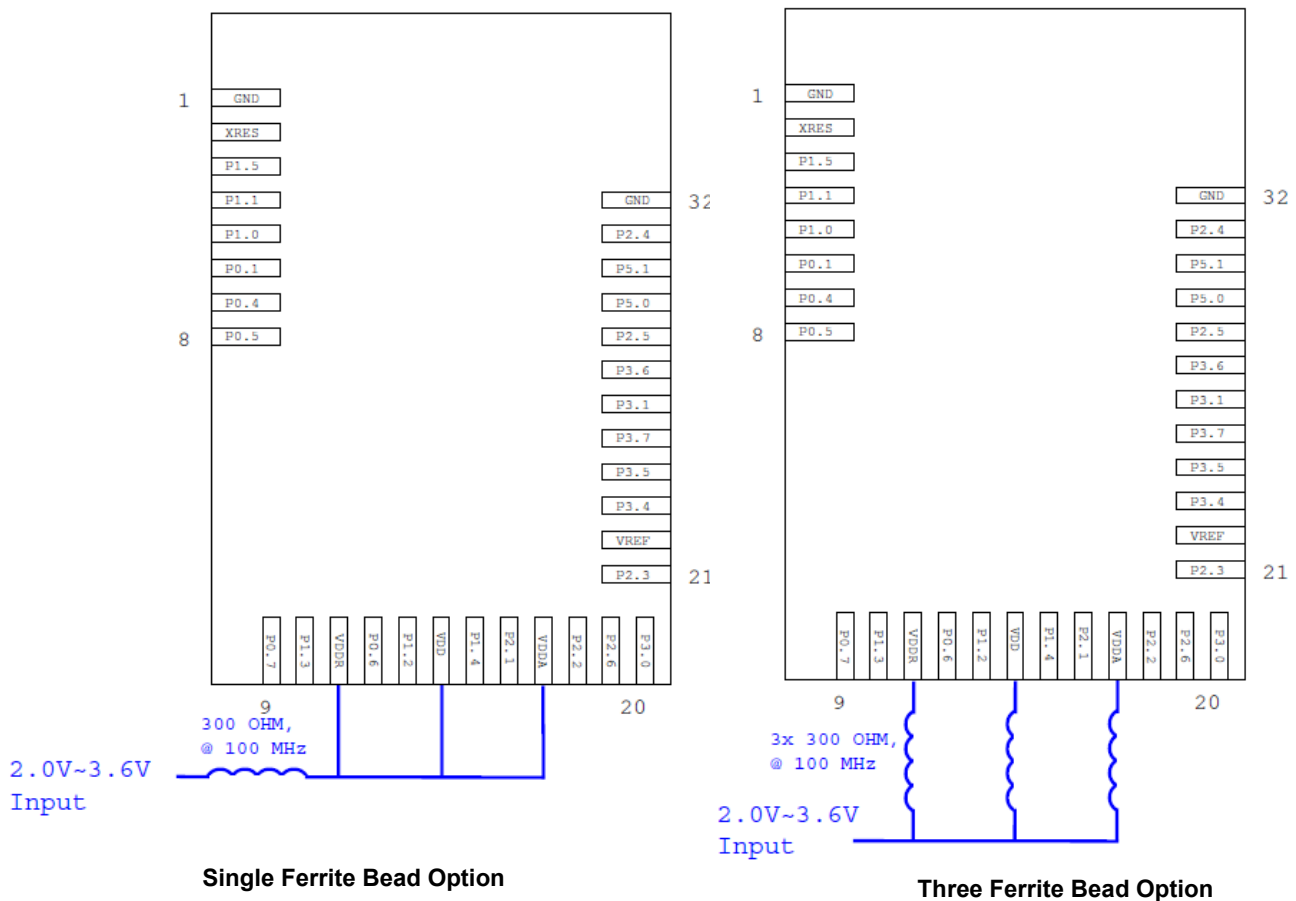 1
GND
XRES
P1.5
P1.1
P1.0
P0.1
P0.4
8
P0.5
GND
32
P2.4
P5.1
P5.0
P2.5
P3.6
P3.1
P3.7
P3.5
P3.4
VREF
P2.3
21
P0.7
P1.3
VDDR
P0.6
P1.2
VDD
P1.4
P2.1
VDDA
P2.2
P2.6
P3.0
9
20
300 OHM,
@ 100 MHz
2.0V~3.6V
Input
Single Ferrite Bead Option
1
GND
XRES
P1.5
P1.1
P1.0
P0.1
P0.4
8
P0.5
GND
32
P2.4
P5.1
P5.0
P2.5
P3.6
P3.1
P3.7
P3.5
P3.4
VREF
P2.3
21
P0.7
P1.3
VDDR
P0.6
P1.2
VDD
P1.4
P2.1
VDDA
P2.2
P2.6
P3.0
9
20
3x 300 OHM,
@ 100 MHz
2.0V~3.6V
Input
Three Ferrite Bead Option